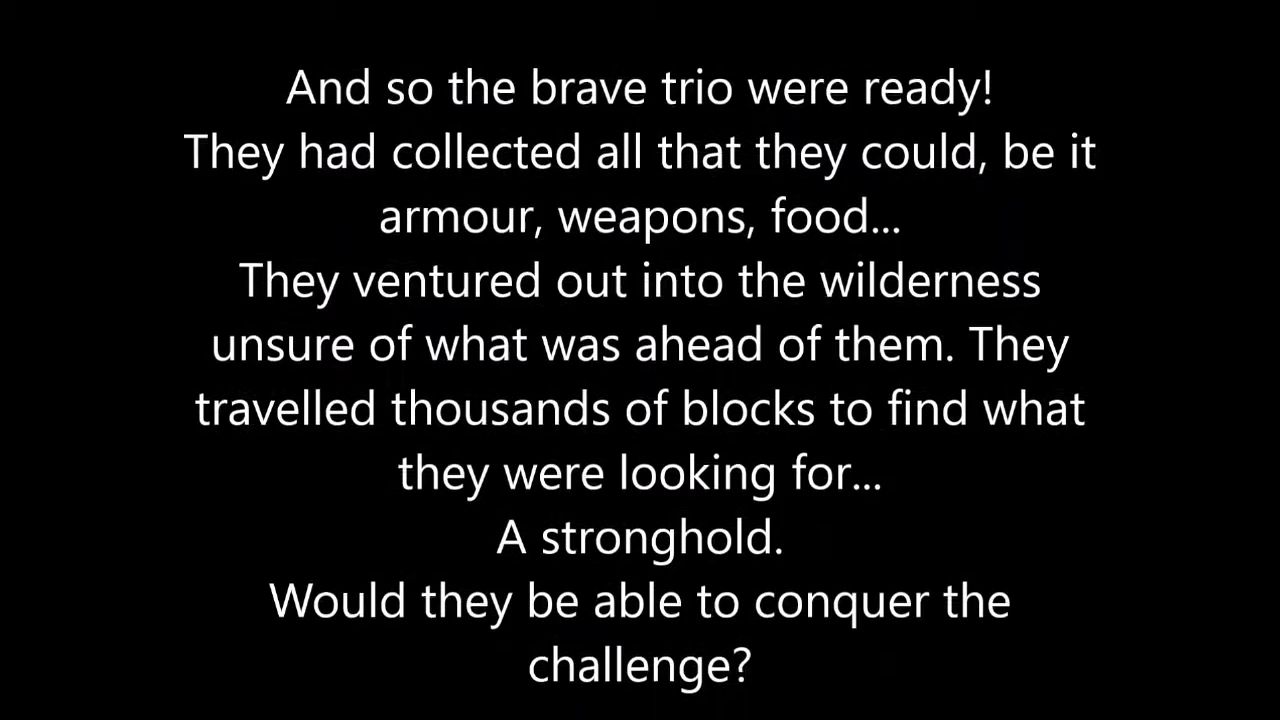 And so the brave trio were ready!
They had collected all that they could, be it
armour, weapons, food...
They ventured out into the wilderness
unsure of what was ahead of them. They
travelled thousands of blocks to find what
they were looking for...
A stronghold.
Would they be able to conquer the
challenge?